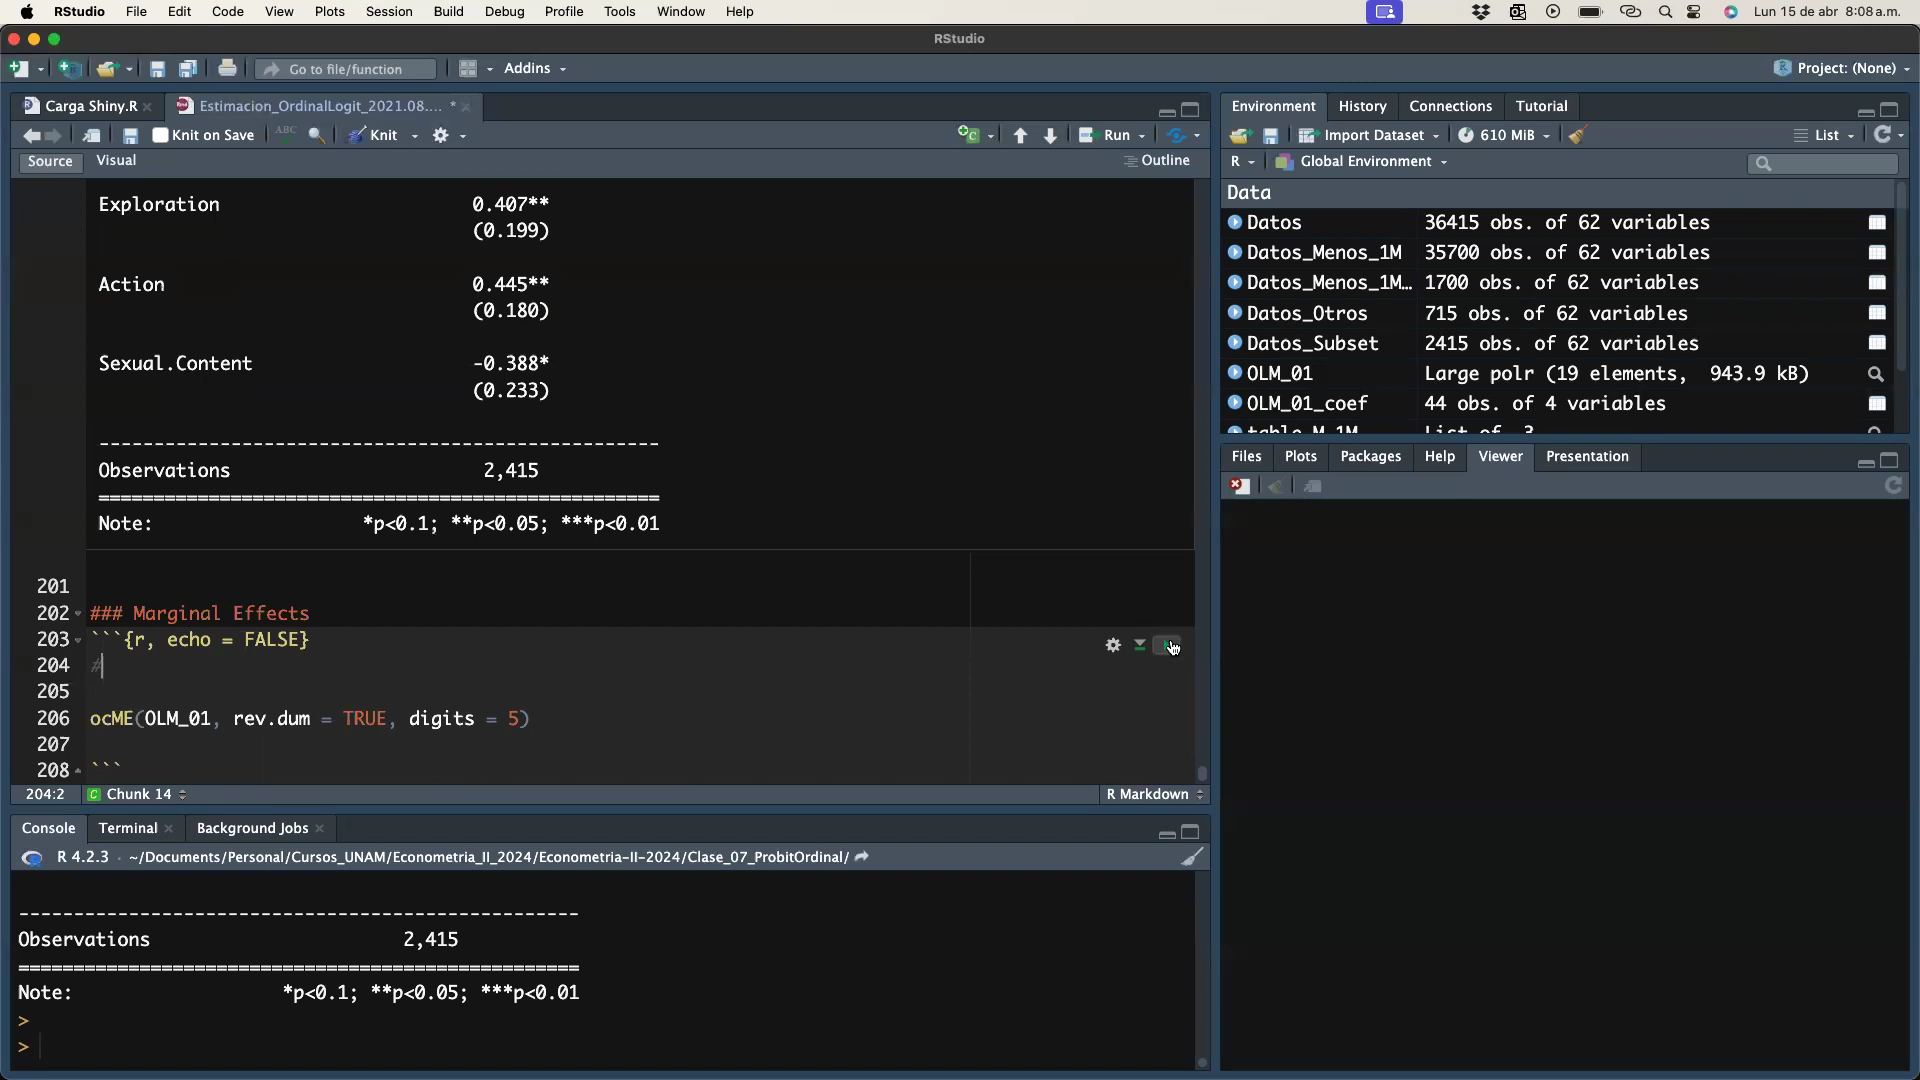 RStudio File Edit Code View Plots Session Build Debug Profile Tools Window Help Lun 15 de abr 8:08 a.m.
RStudio
Go to file/function Addins Project: (None)
Carga Shiny.R Estimacion_OrdinalLogit_2021.08.... *
Knit on Save ABC Knit Run
Source Visual Outline
Exploration 0.407**
(0.199)
Action 0.445**
(0.180)
Sexual.Content -0.388*
(0.233)
---------------------------------------------------
Observations 2,415
===================================================
Note: *p<0.1; **p<0.05; ***p<0.01
201
202 ### Marginal Effects
203 ```{r, echo = FALSE}
204 #
205
206 ocME(OLM_01, rev.dum = TRUE, digits = 5)
207
208 ```
204:2 Chunk 14 R Markdown
Console Terminal Background Jobs
R 4.2.3 · ~/Documents/Personal/Cursos_UNAM/Econometria_II_2024/Econometria-II-2024/Clase_07_ProbitOrdinal/
---------------------------------------------------
Observations 2,415
===================================================
Note: *p<0.1; **p<0.05; ***p<0.01
>
>
Environment History Connections Tutorial
Import Dataset 610 MiB List
R Global Environment
Data
Datos 36415 obs. of 62 variables
Datos_Menos_1M 35700 obs. of 62 variables
Datos_Menos_1M… 1700 obs. of 62 variables
Datos_Otros 715 obs. of 62 variables
Datos_Subset 2415 obs. of 62 variables
OLM_01 Large polr (19 elements, 943.9 kB)
OLM_01_coef 44 obs. of 4 variables
table_M_1M List of 3
Files Plots Packages Help Viewer Presentation